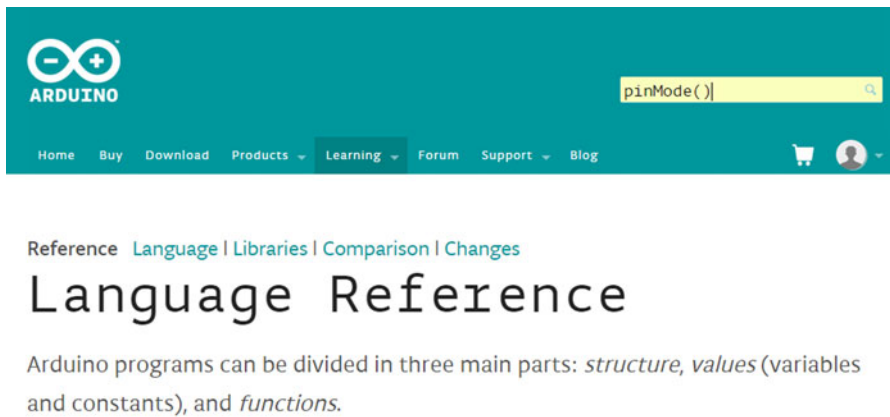 ARDUINO
pinMode()
Home Buy Download Products Learning Forum Support Blog
Reference Language | Libraries | Comparison | Changes
Language Reference
Arduino programs can be divided in three main parts: structure, values (variables
and constants), and functions.